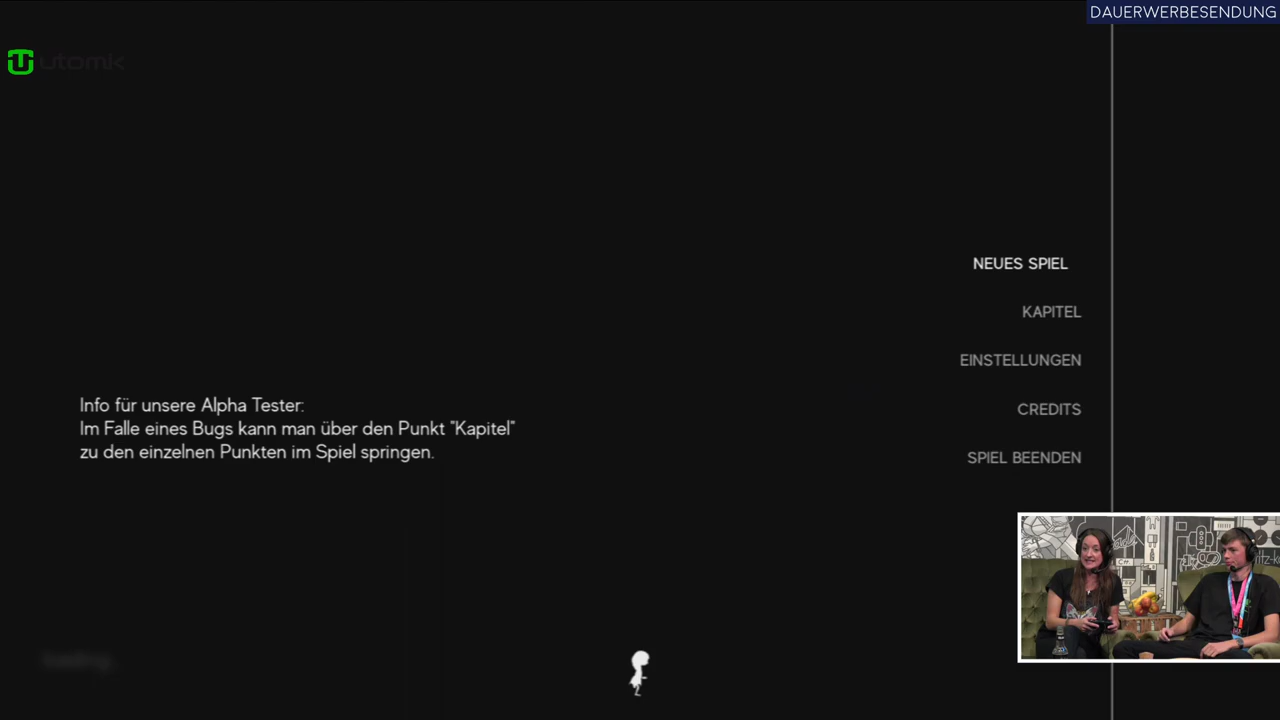 DAUERWERBESENDUNG
utomik
NEUES SPIEL
KAPITEL
EINSTELLUNGEN
CREDITS
SPIEL BEENDEN
Info für unsere Alpha Tester:
Im Falle eines Bugs kann man über den Punkt "Kapitel"
zu den einzelnen Punkten im Spiel springen.
loading...